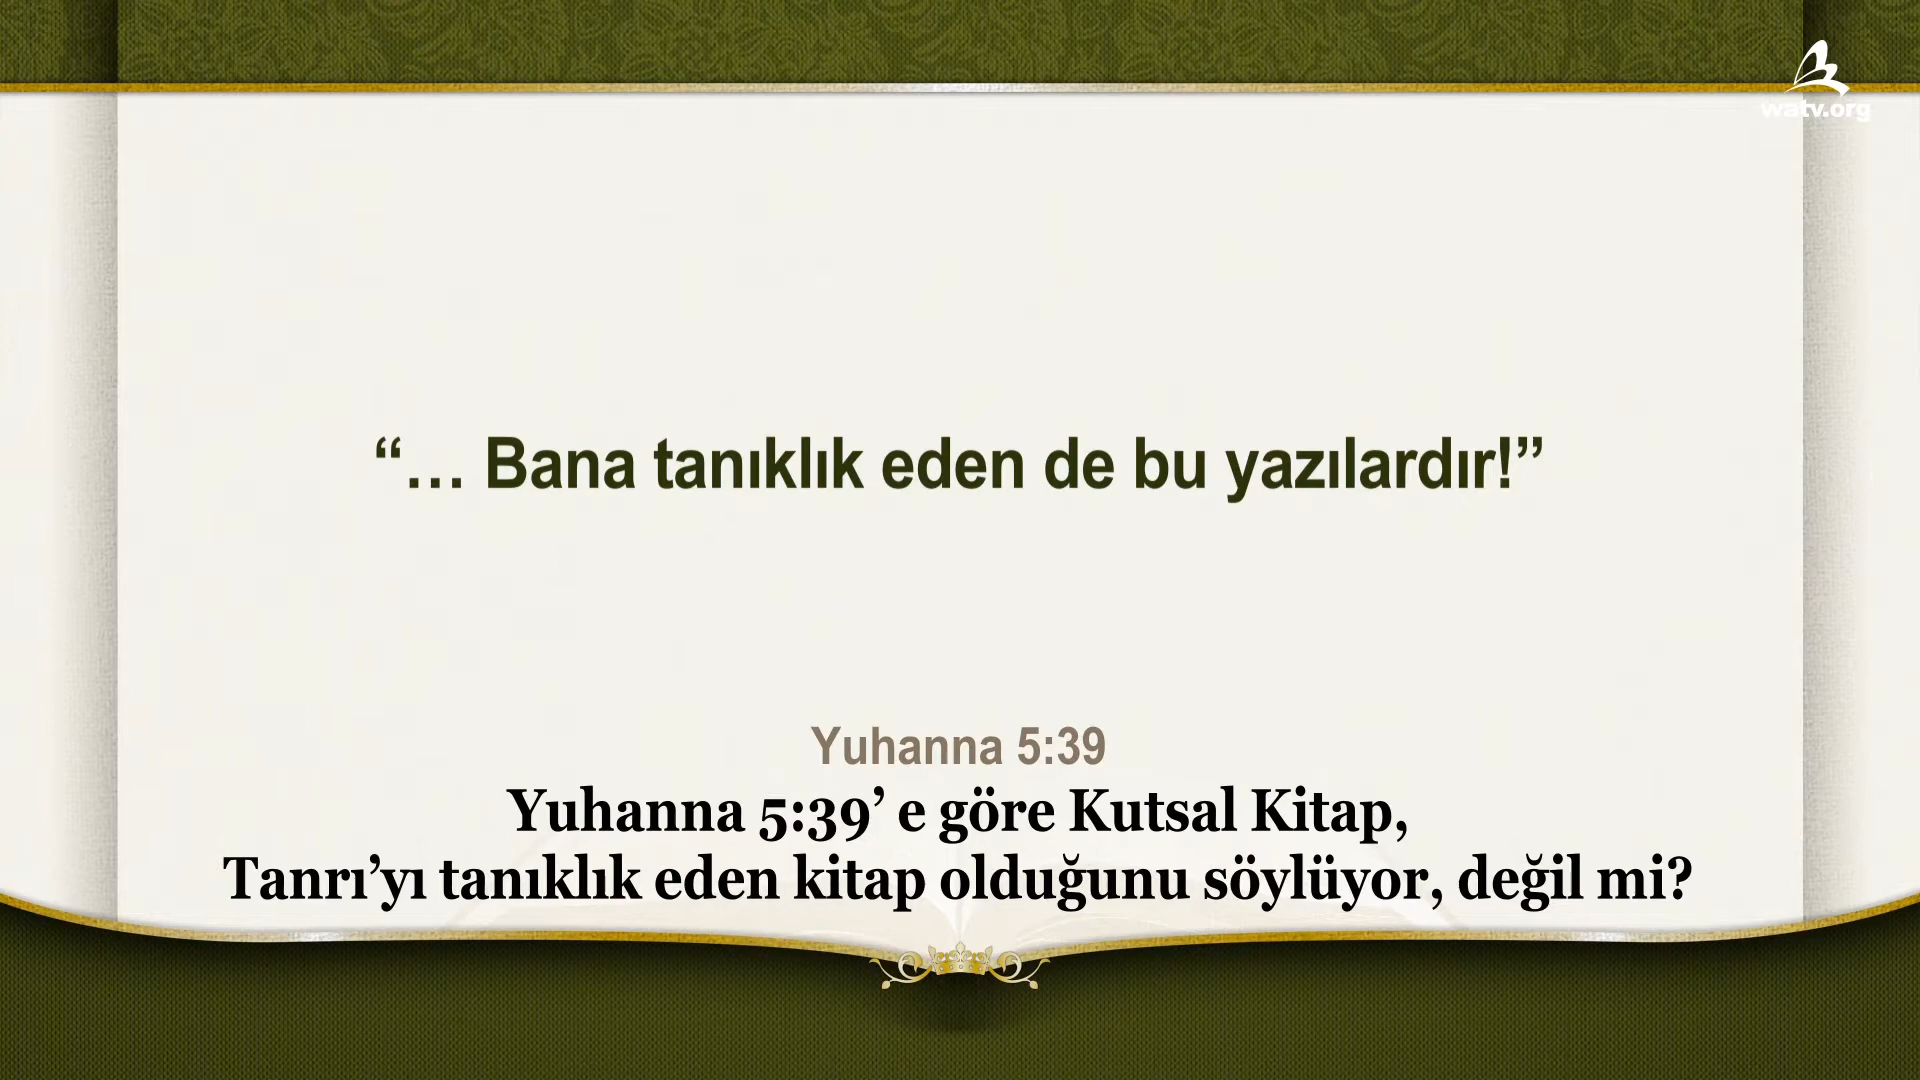 watv.org
“… Bana tanıklık eden de bu yazılardır!”
Yuhanna 5:39
Yuhanna 5:39’ e göre Kutsal Kitap,
Tanrı’yı tanıklık eden kitap olduğunu söylüyor, değil mi?